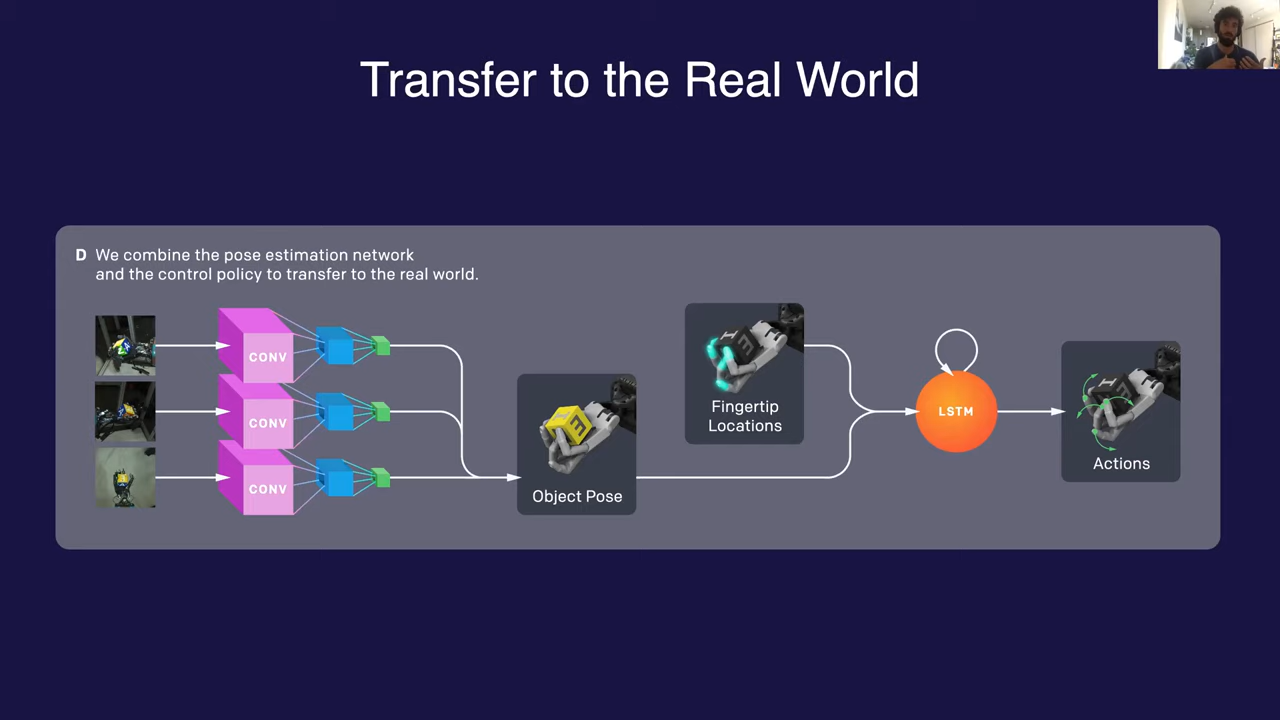 Transfer to the Real World
D We combine the pose estimation network
and the control policy to transfer to the real world.
CONV
CONV
CONV
Object Pose
Fingertip
Locations
LSTM
Actions